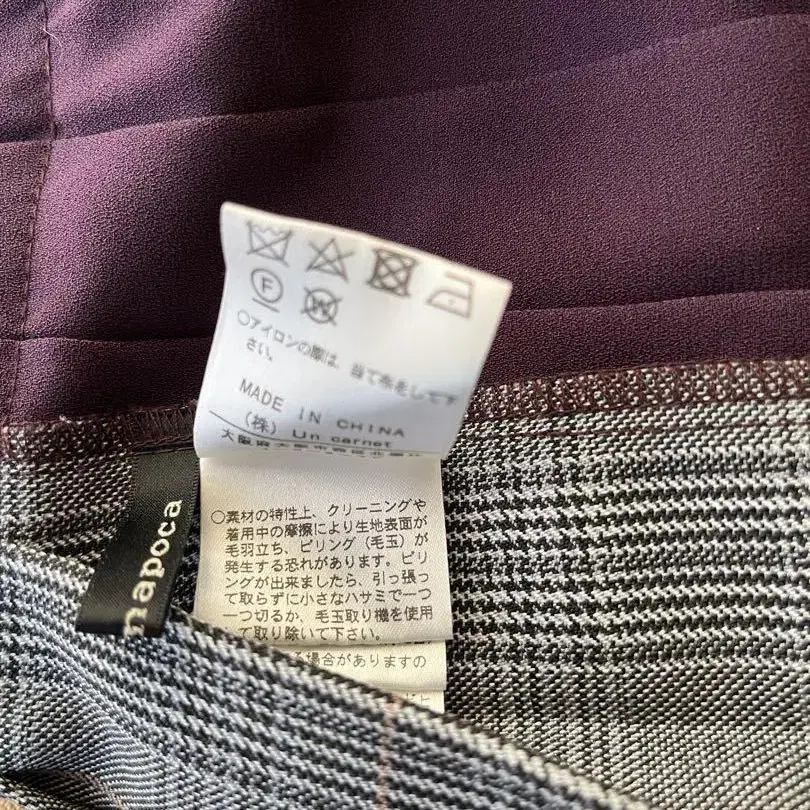 F
W
○アイロンの際は、当て布をして下
さい。
MADE IN CHINA
(株) Un carnet
○素材の特性上、クリーニングや
着用中の摩擦により生地表面が
毛羽立ち、ピリング(毛玉)が
発生する恐れがあります。ピリ
ングが出来ましたら、引っ張っ
て取らずに小さなハサミで一つ
一つ切るか、毛玉取り機を使用
して取り除いて下さい。
る場合がありますの
mapoca